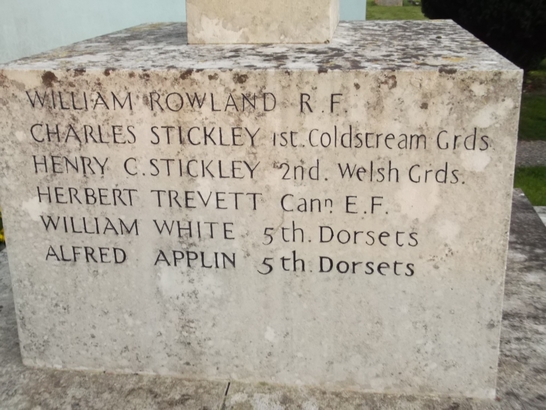 WILLIAM ROWLAND R.F.
CHARLES STICKLEY 1st. Coldstream Grds.
HENRY C. STICKLEY 2nd. Welsh Grds.
HERBERT TREVETT Cann. E.F.
WILLIAM WHITE 5th. Dorsets
ALFRED APPLIN 5th. Dorsets